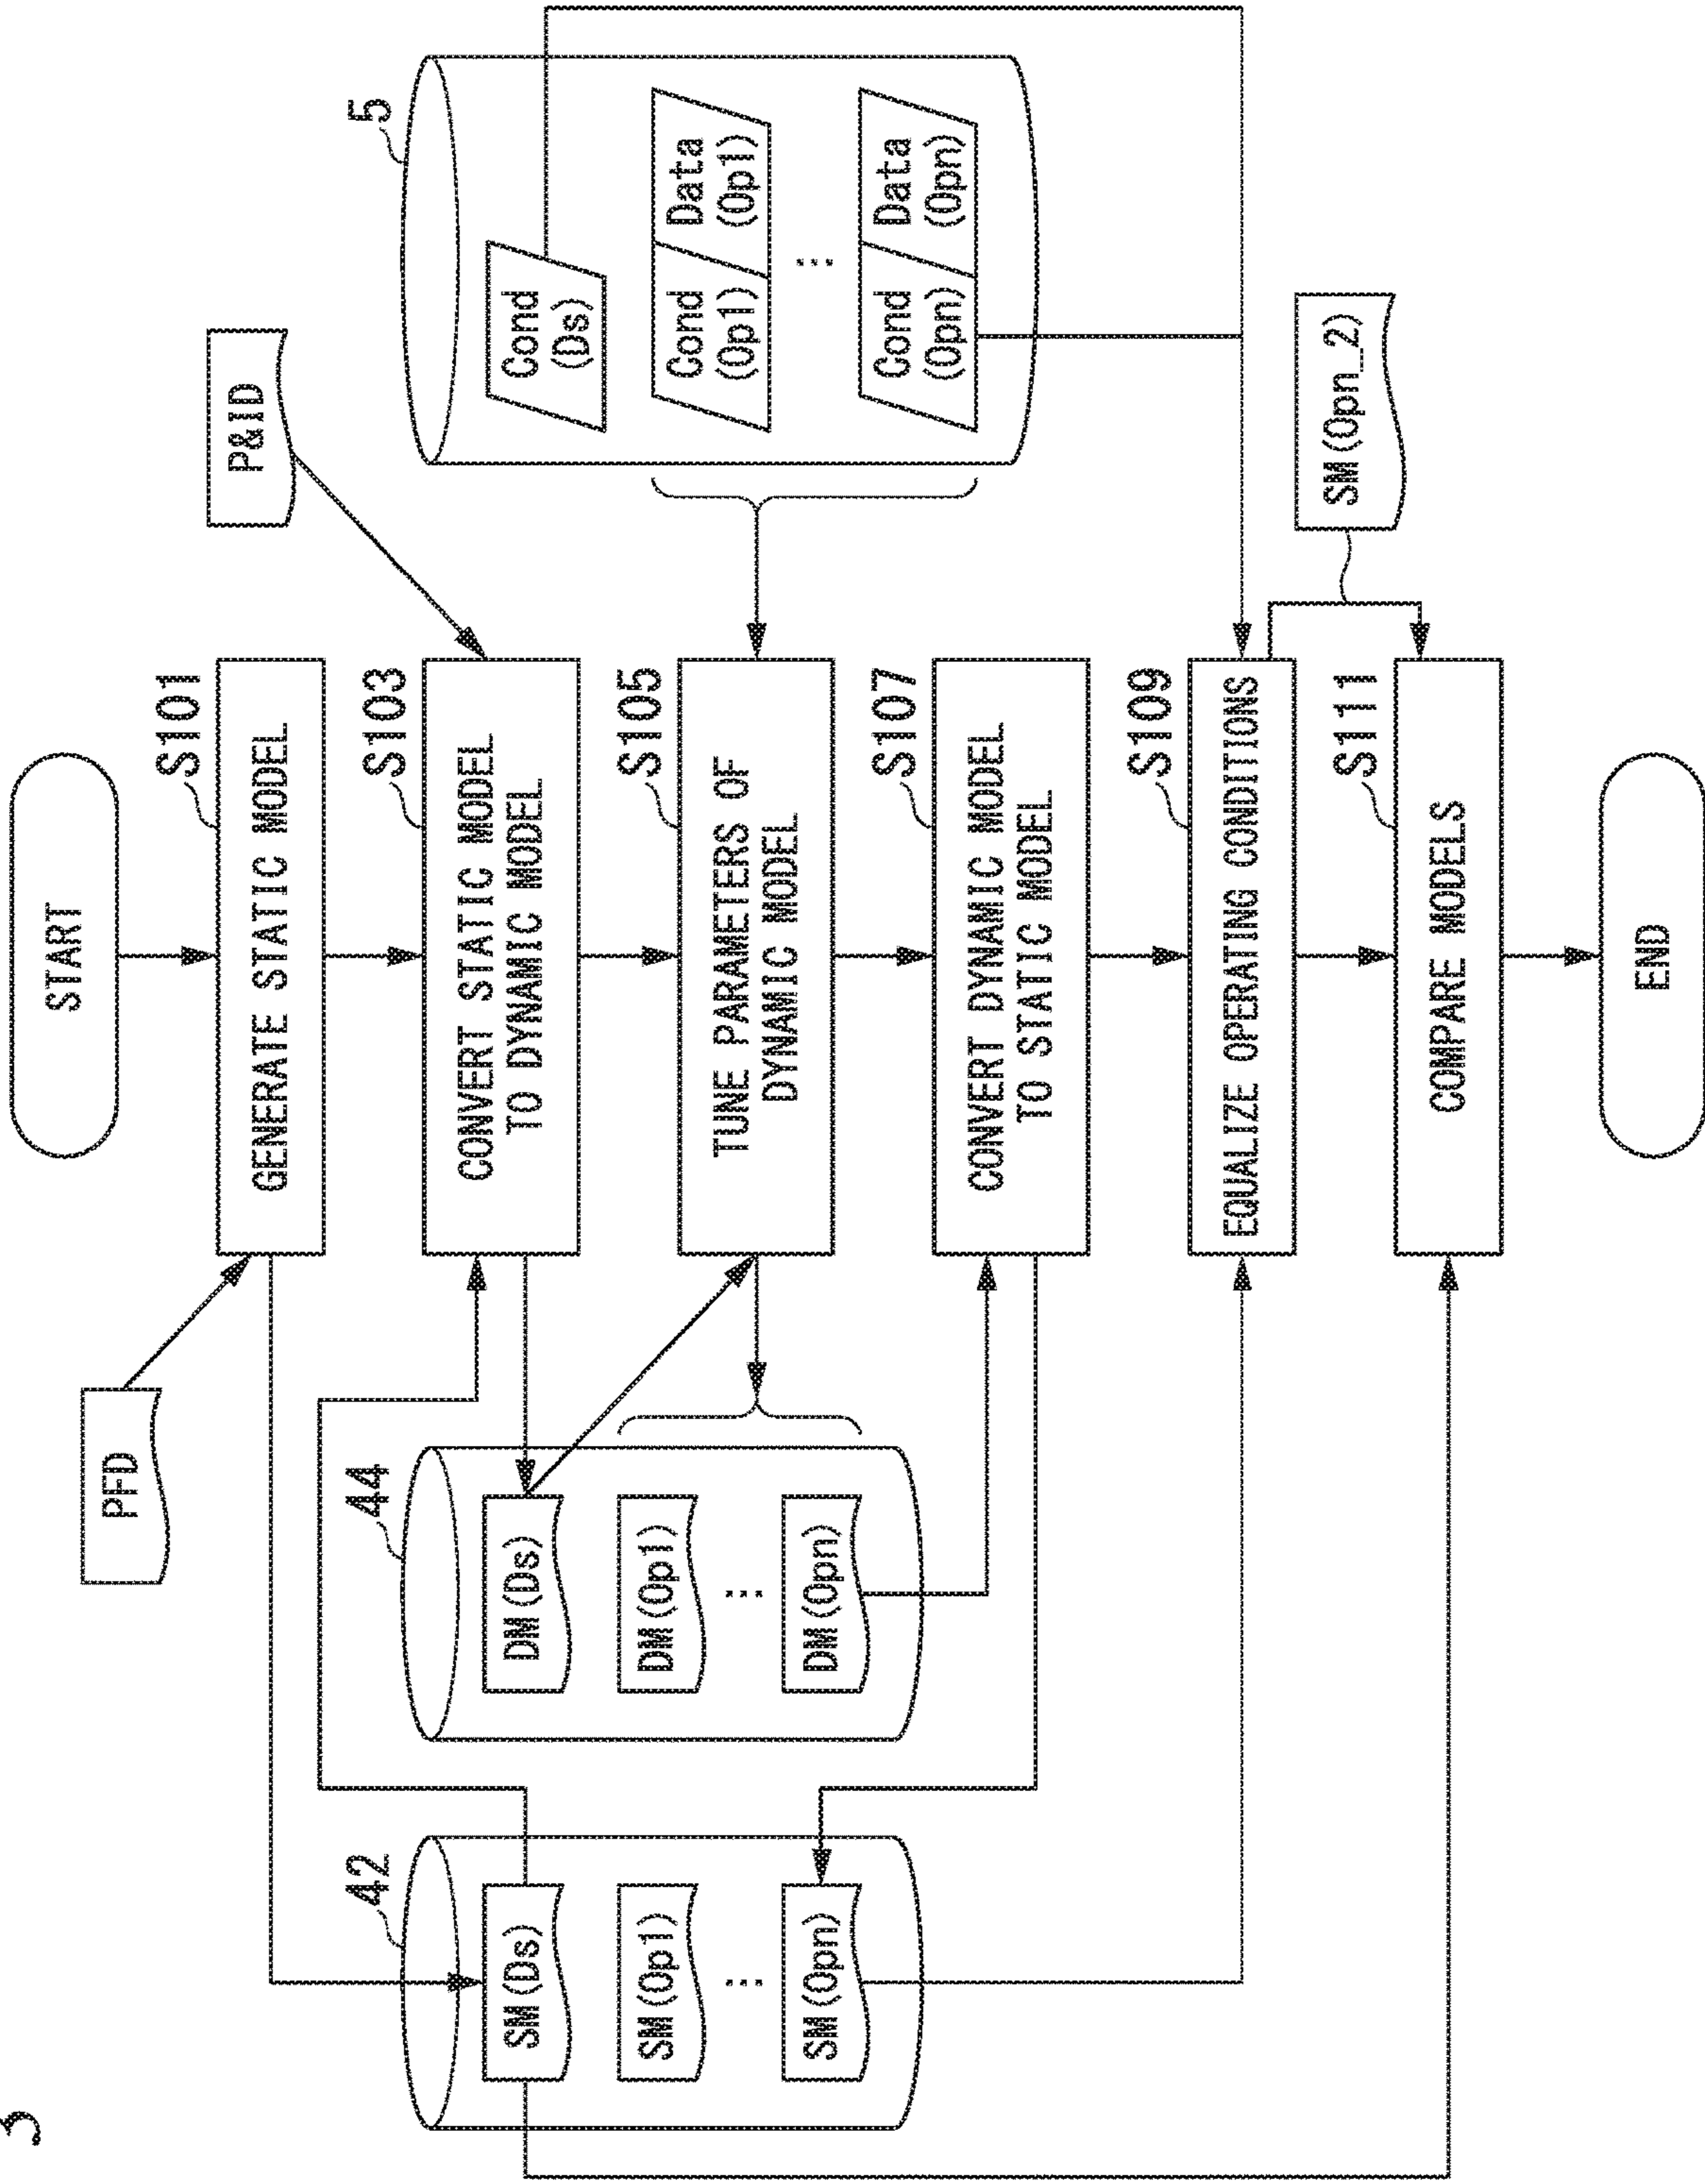 START
PFD
S101
GENERATE STATIC MODEL
P&ID
42
44
S103
5
CONVERT STATIC MODEL
TO DYNAMIC MODEL
SM(Ds)
DM(Ds)
Cond
(Ds)
SM(Op1)
DM(Op1)
S105
TUNE PARAMETERS OF
DYNAMIC MODEL
Cond
(Op1)
Data
(Op1)
...
...
...
SM(Opn)
DM(Opn)
S107
CONVERT DYNAMIC MODEL
TO STATIC MODEL
Cond
(Opn)
Data
(Opn)
S109
EQUALIZE OPERATING CONDITIONS
SM(Opn_2)
S111
COMPARE MODELS
END